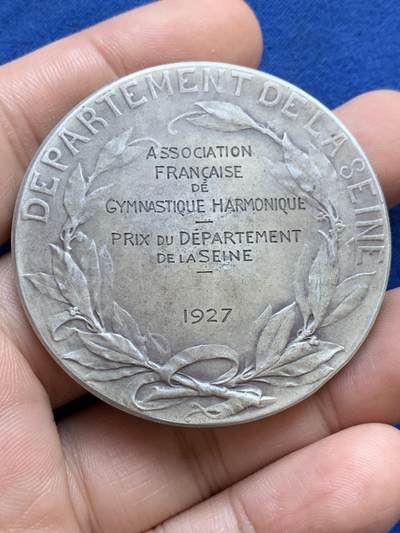 DEPARTEMENT DE LA SEINE
ASSOCIATION
FRANÇAISE
DE
GYMNASTIQUE HARMONIQUE
PRIX DU DÉPARTEMENT
DE LA SEINE
1927